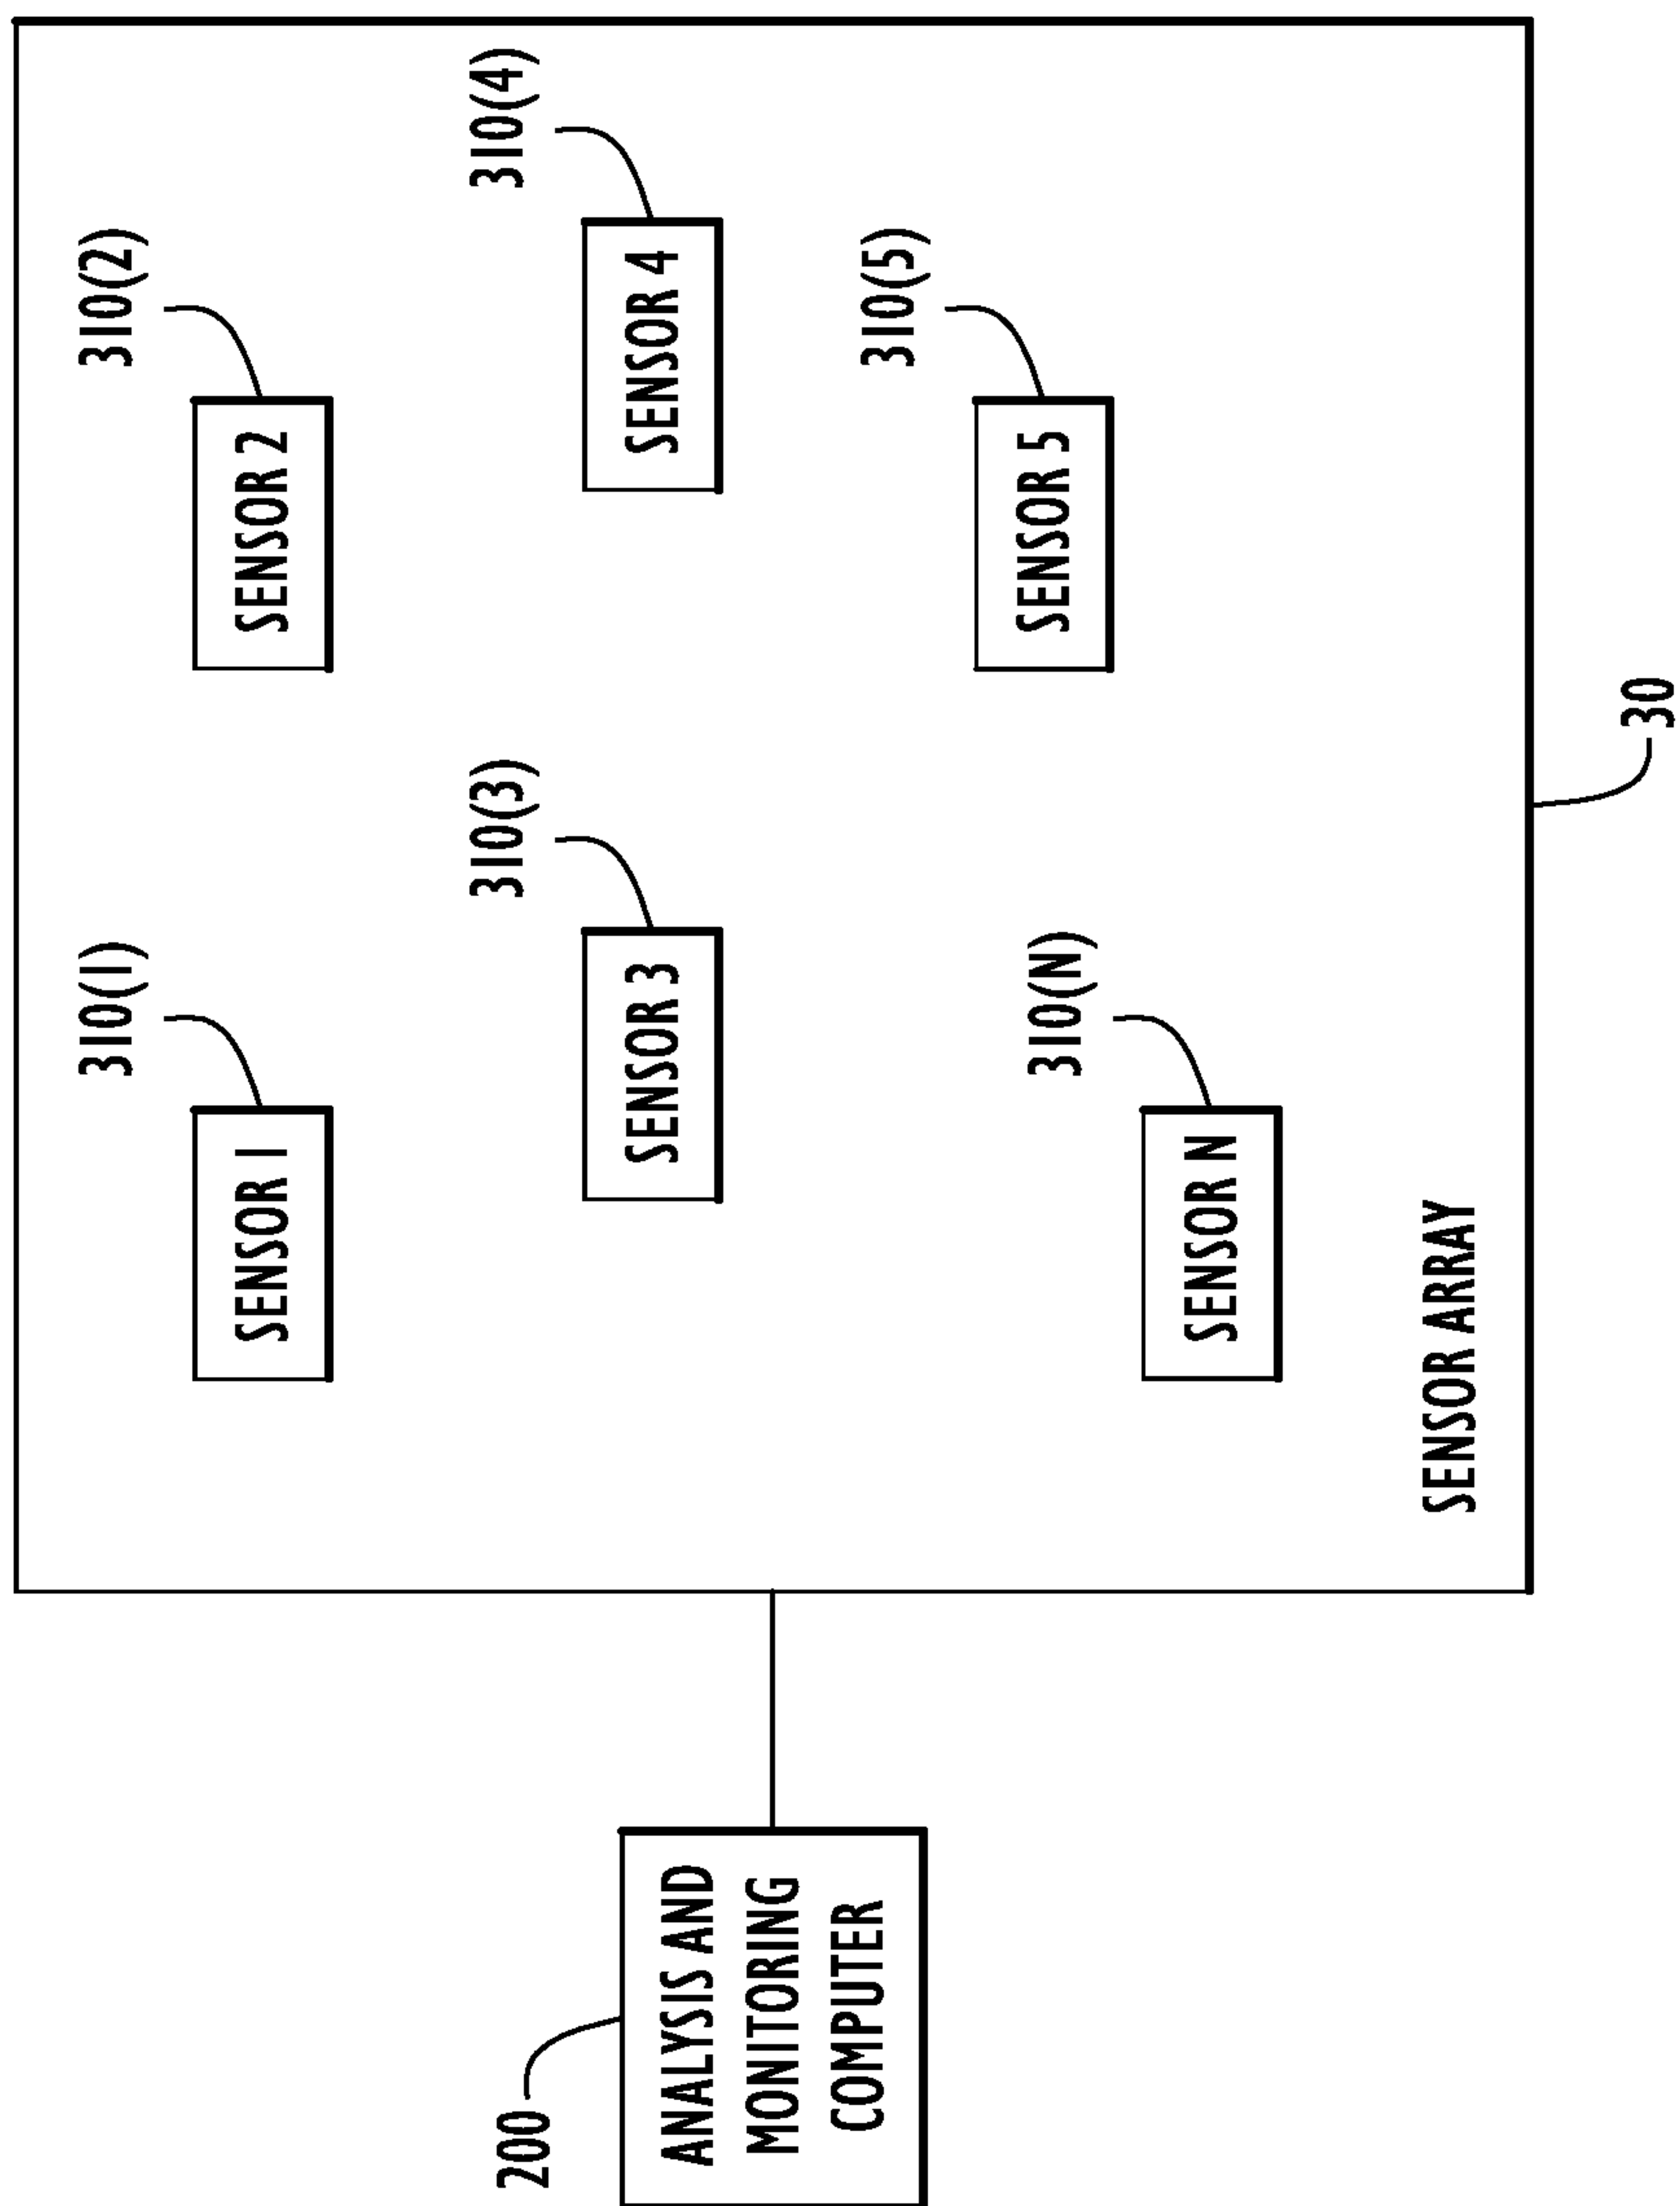 310(1)
310(2)
SENSOR 1
SENSOR 2
310(3)
310(4)
SENSOR 3
SENSOR 4
200
ANALYSIS AND
MONITORING
COMPUTER
310(5)
SENSOR 5
310(N)
SENSOR N
SENSOR ARRAY
30